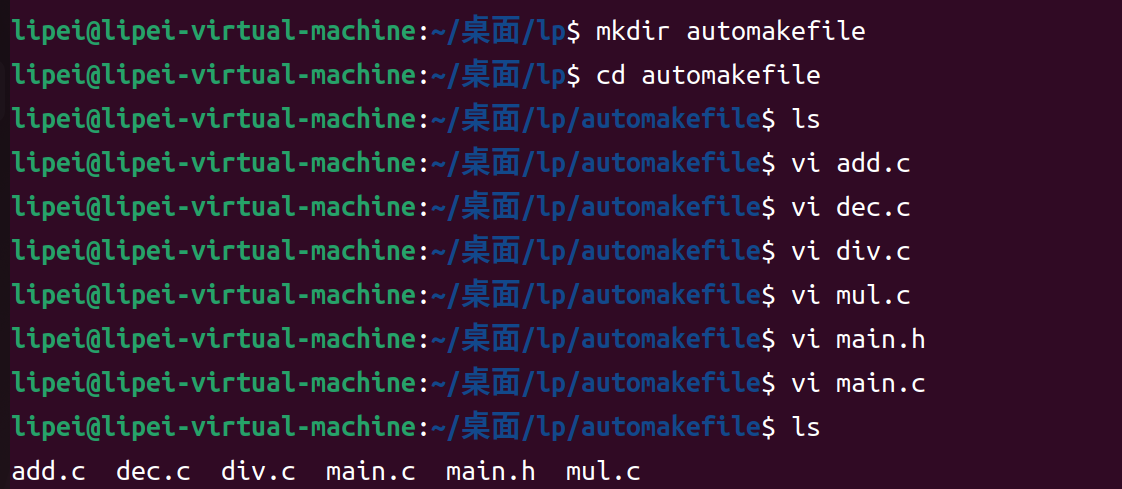 lipei@lipei-virtual-machine:~/桌面/lp$ mkdir automakefile
lipei@lipei-virtual-machine:~/桌面/lp$ cd automakefile
lipei@lipei-virtual-machine:~/桌面/lp/automakefile$ ls
lipei@lipei-virtual-machine:~/桌面/lp/automakefile$ vi add.c
lipei@lipei-virtual-machine:~/桌面/lp/automakefile$ vi dec.c
lipei@lipei-virtual-machine:~/桌面/lp/automakefile$ vi div.c
lipei@lipei-virtual-machine:~/桌面/lp/automakefile$ vi mul.c
lipei@lipei-virtual-machine:~/桌面/lp/automakefile$ vi main.h
lipei@lipei-virtual-machine:~/桌面/lp/automakefile$ vi main.c
lipei@lipei-virtual-machine:~/桌面/lp/automakefile$ ls
add.c  dec.c  div.c  main.c  main.h  mul.c